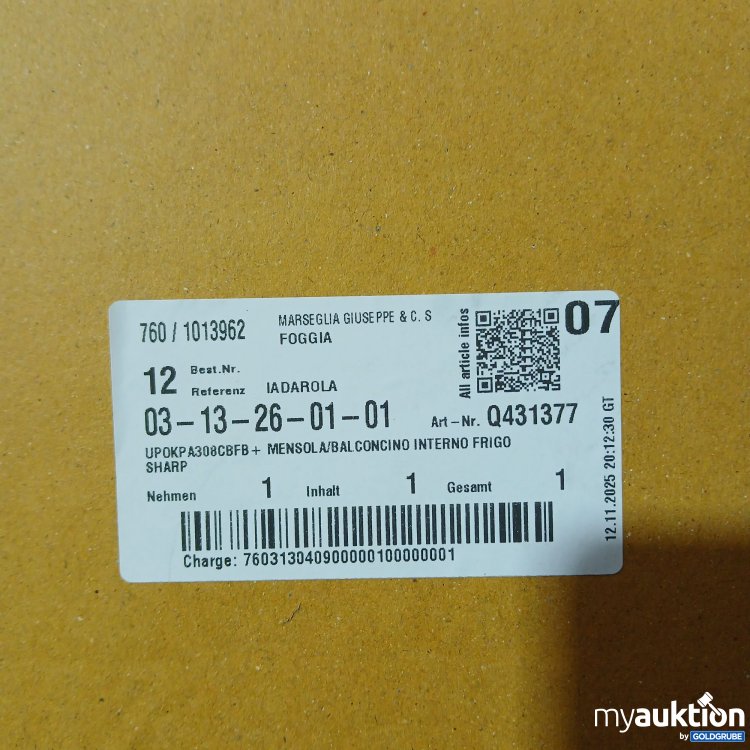 760 / 1013962
MARSEGLIA GIUSEPPE & C. S
FOGGIA
All article infos
07
12
Best.Nr.
Referenz IADAROLA
03-13-26-01-01
Art-Nr. Q431377
UPOKPA308CBFB+ MENSOLA/BALCONCINO INTERNO FRIGO
SHARP
Nehmen 1 Inhalt 1 Gesamt 1
Charge: 7603130409000001000000001
12.11.2025 20:12:30 GT
myauktion
by GOLDGRUBE